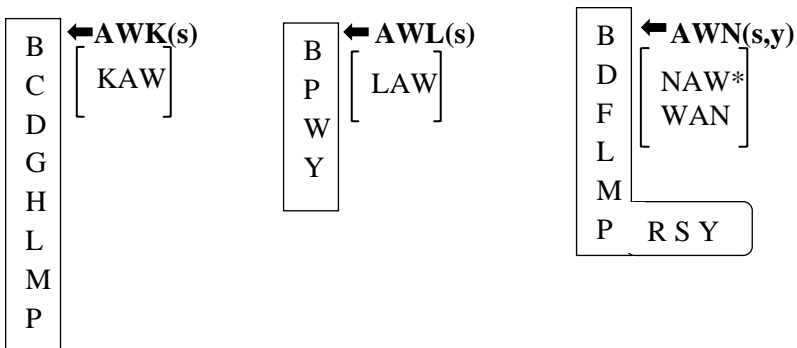 B
C
D
G
H
L
M
P
⬅AWK(s)
KAW
B
P
W
Y
⬅AWL(s)
LAW
B
D
F
L
M
P
R S Y
⬅AWN(s,y)
NAW*
WAN